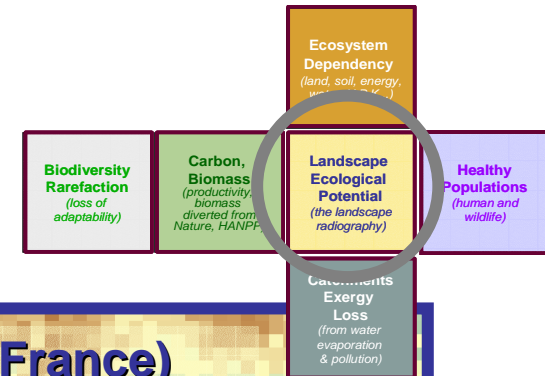 Ecosystem
Dependency
(land, soil, energy,
Biodiversity
Rarefaction
(loss of
adaptability)
Carbon,
Biomass
(productivity,
biomass
diverted from
Nature, HANPP
Landscape
Ecological
Potential
(the landscape
radiography)
Healthy
Populations
(human and
wildlife)
Catchments
Exergy
Loss
(from water
evaporation
& pollution)
France)